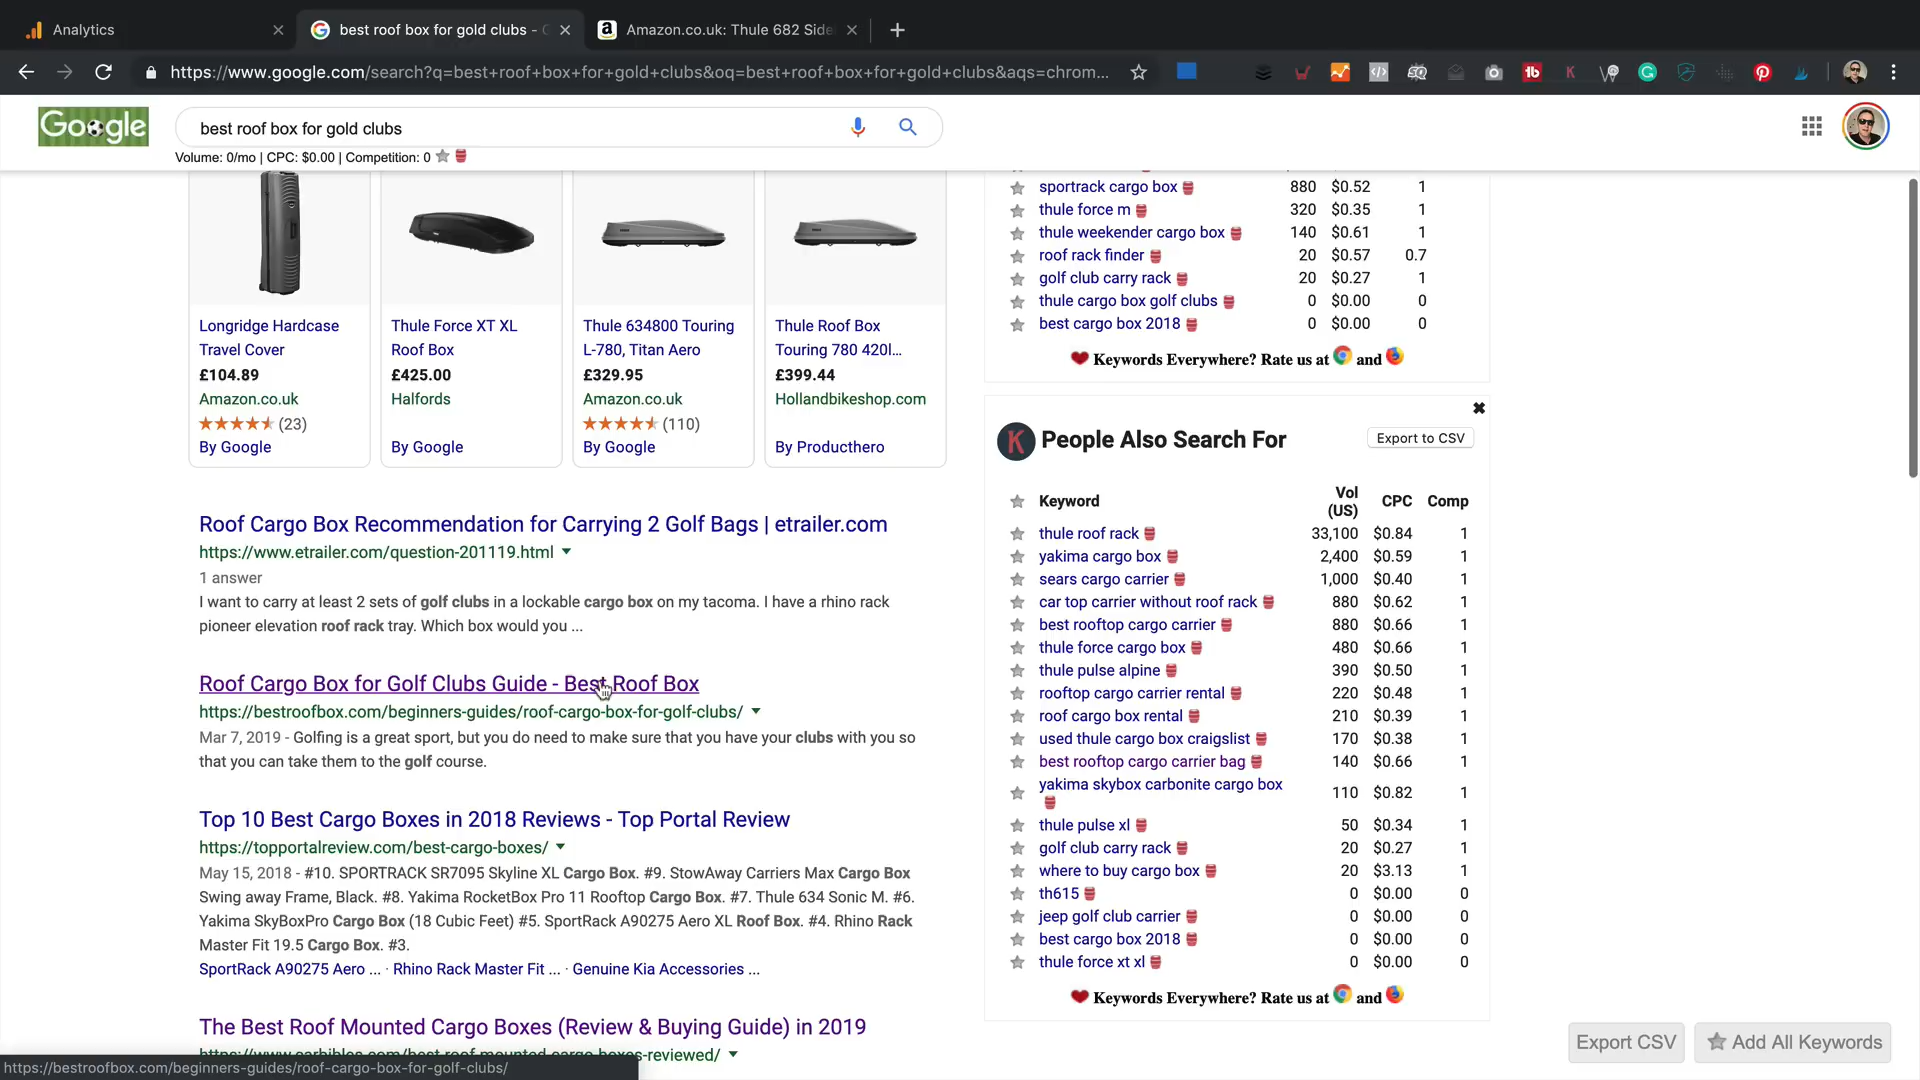 Analytics
best roof box for gold clubs - G
Amazon.co.uk: Thule 682 Side
https://www.google.com/search?q=best+roof+box+for+gold+clubs&oq=best+roof+box+for+gold+clubs&aqs=chrom...
Google
best roof box for gold clubs
Volume: 0/mo | CPC: $0.00 | Competition: 0
Longridge Hardcase
Travel Cover
£104.89
Amazon.co.uk
(23)
By Google
Thule Force XT XL
Roof Box
£425.00
Halfords
By Google
Thule 634800 Touring
L-780, Titan Aero
£329.95
Amazon.co.uk
(110)
By Google
Thule Roof Box
Touring 780 420l...
£399.44
Hollandbikeshop.com
By Producthero
Roof Cargo Box Recommendation for Carrying 2 Golf Bags | etrailer.com
https://www.etrailer.com/question-201119.html
1 answer
I want to carry at least 2 sets of golf clubs in a lockable cargo box on my tacoma. I have a rhino rack
pioneer elevation roof rack tray. Which box would you ...
Roof Cargo Box for Golf Clubs Guide - Best Roof Box
https://bestroofbox.com/beginners-guides/roof-cargo-box-for-golf-clubs/
Mar 7, 2019 - Golfing is a great sport, but you do need to make sure that you have your clubs with you so
that you can take them to the golf course.
Top 10 Best Cargo Boxes in 2018 Reviews - Top Portal Review
https://topportalreview.com/best-cargo-boxes/
May 15, 2018 - #10. SPORTRACK SR7095 Skyline XL Cargo Box. #9. StowAway Carriers Max Cargo Box
Swing away Frame, Black. #8. Yakima RocketBox Pro 11 Rooftop Cargo Box. #7. Thule 634 Sonic M. #6.
Yakima SkyBoxPro Cargo Box (18 Cubic Feet) #5. SportRack A90275 Aero XL Roof Box. #4. Rhino Rack
Master Fit 19.5 Cargo Box. #3.
SportRack A90275 Aero ... · Rhino Rack Master Fit ... · Genuine Kia Accessories ...
The Best Roof Mounted Cargo Boxes (Review & Buying Guide) in 2019
https://www.carbibles.com/best-roof-mounted-cargo-boxes-reviewed/
https://bestroofbox.com/beginners-guides/roof-cargo-box-for-golf-clubs/
sportrack cargo box 880 $0.52 1
thule force m 320 $0.35 1
thule weekender cargo box 140 $0.61 1
roof rack finder 20 $0.57 0.7
golf club carry rack 20 $0.27 1
thule cargo box golf clubs 0 $0.00 0
best cargo box 2018 0 $0.00 0
Keywords Everywhere? Rate us at and
K People Also Search For
Export to CSV
Keyword Vol (US) CPC Comp
thule roof rack 33,100 $0.84 1
yakima cargo box 2,400 $0.59 1
sears cargo carrier 1,000 $0.40 1
car top carrier without roof rack 880 $0.62 1
best rooftop cargo carrier 880 $0.66 1
thule force cargo box 480 $0.66 1
thule pulse alpine 390 $0.50 1
rooftop cargo carrier rental 220 $0.48 1
roof cargo box rental 210 $0.39 1
used thule cargo box craigslist 170 $0.38 1
best rooftop cargo carrier bag 140 $0.66 1
yakima skybox carbonite cargo box 110 $0.82 1
thule pulse xl 50 $0.34 1
golf club carry rack 20 $0.27 1
where to buy cargo box 20 $3.13 1
th615 0 $0.00 0
jeep golf club carrier 0 $0.00 0
best cargo box 2018 0 $0.00 0
thule force xt xl 0 $0.00 0
Keywords Everywhere? Rate us at and
Export CSV
Add All Keywords